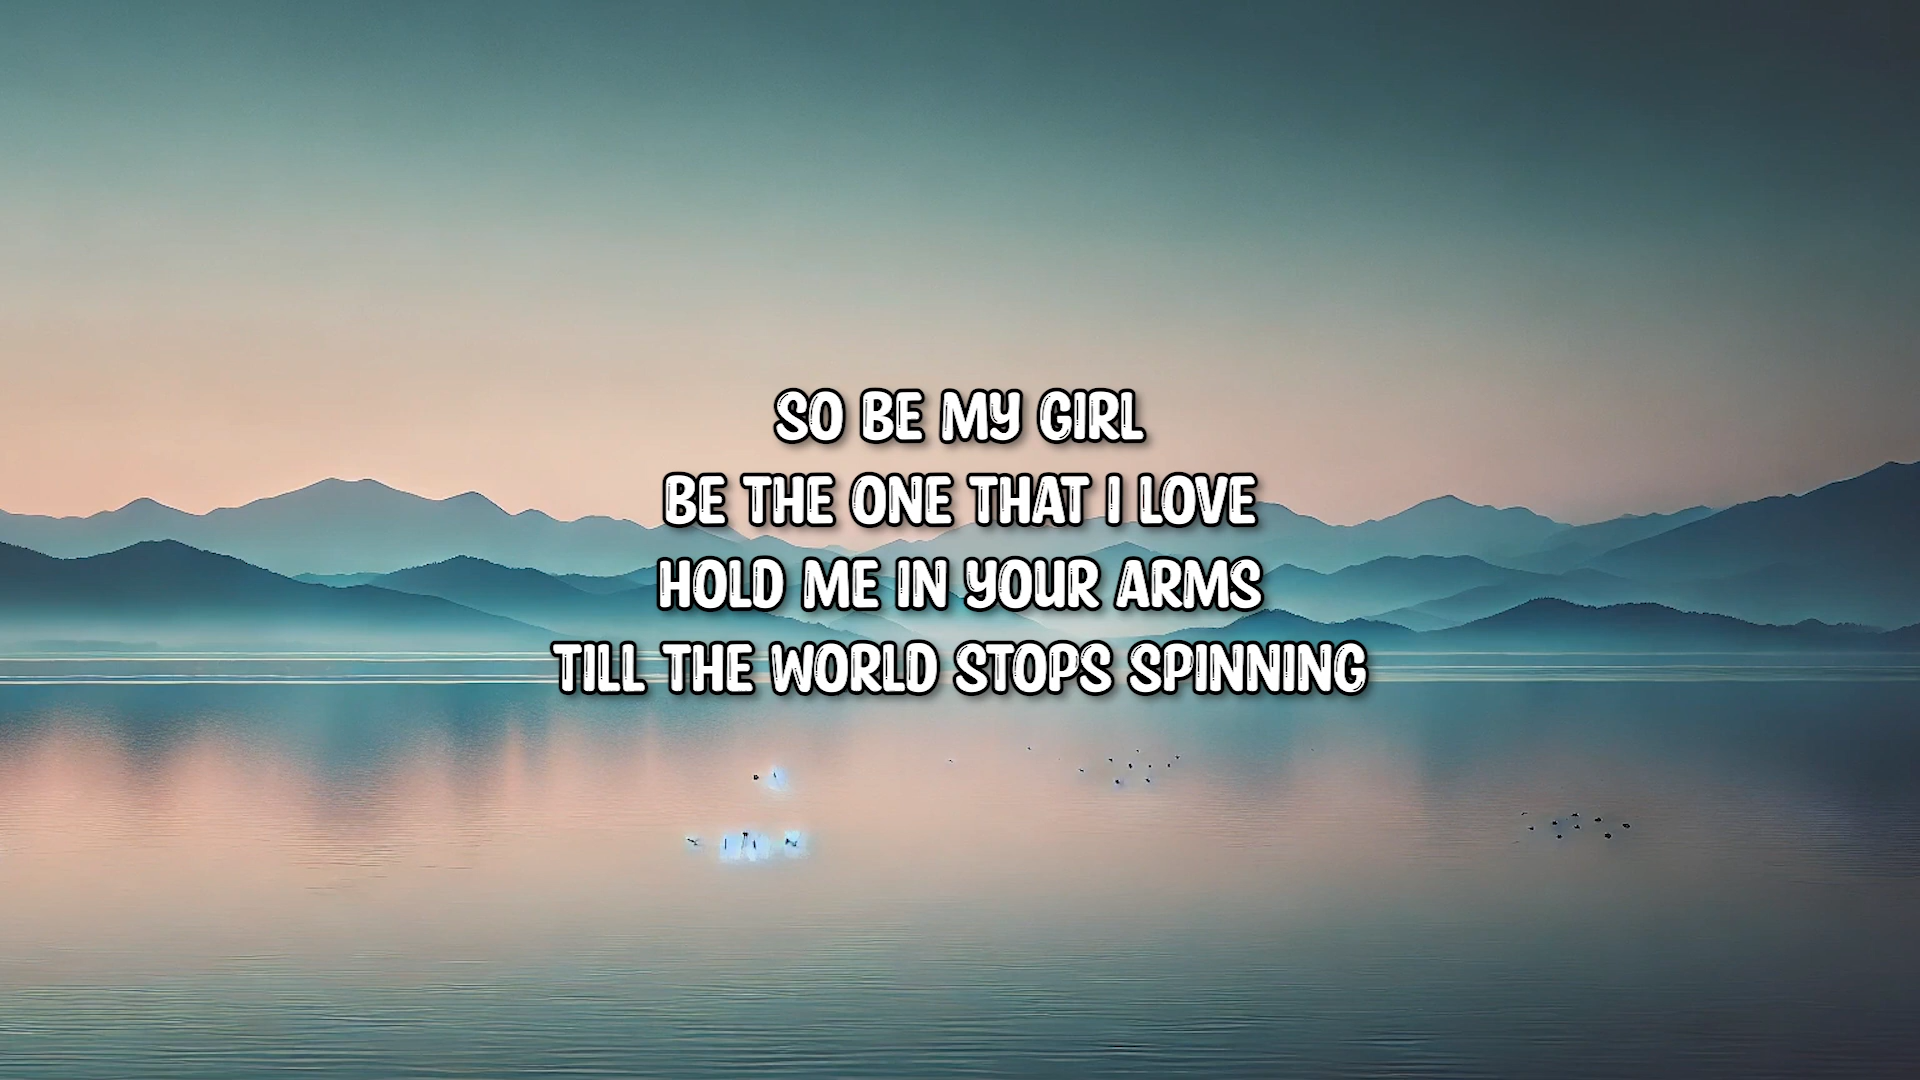 SO BE MY GIRL
BE THE ONE THAT I LOVE
HOLD ME IN YOUR ARMS
TILL THE WORLD STOPS SPINNING